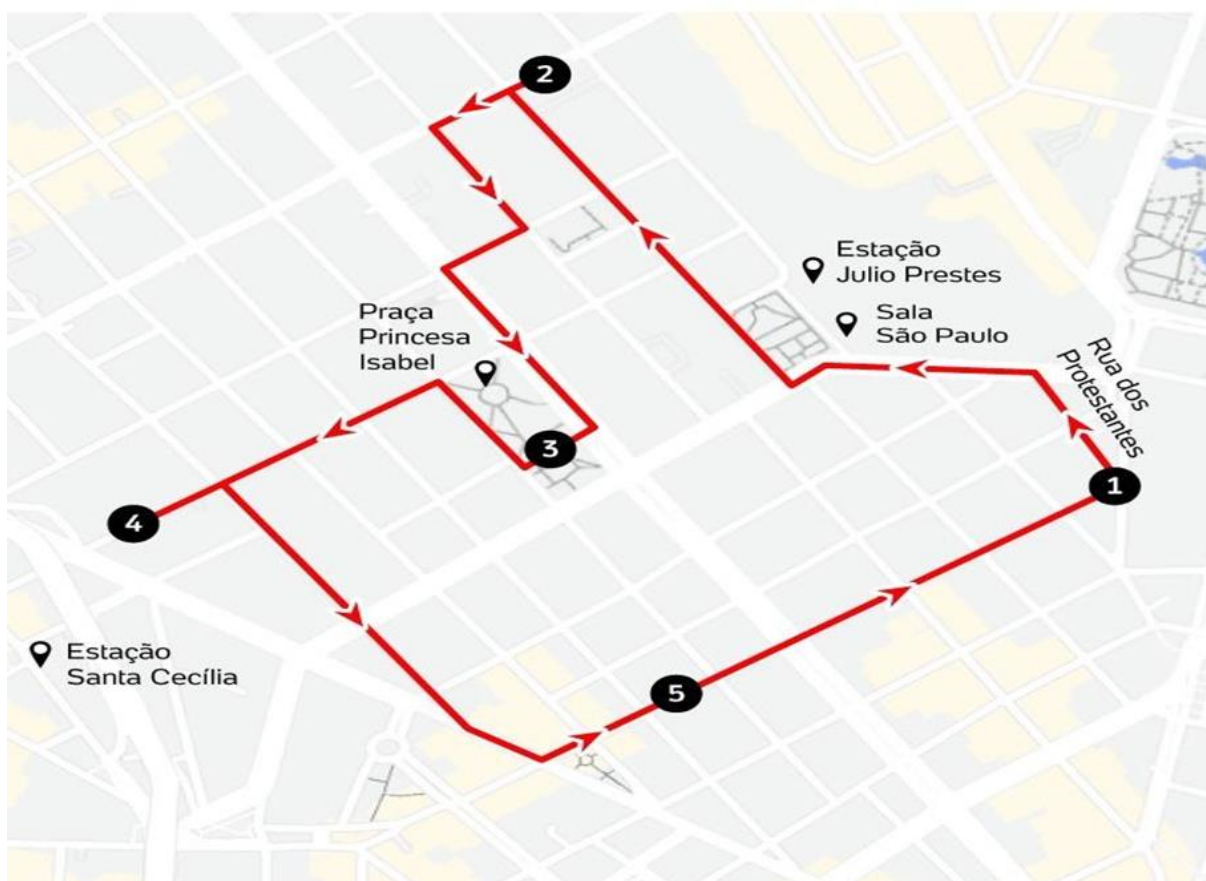 2
Estação
Julio Prestes
Sala
São Paulo
Praça
Princesa
Isabel
Rua dos
Protestantes
3
1
4
Estação
Santa Cecília
5